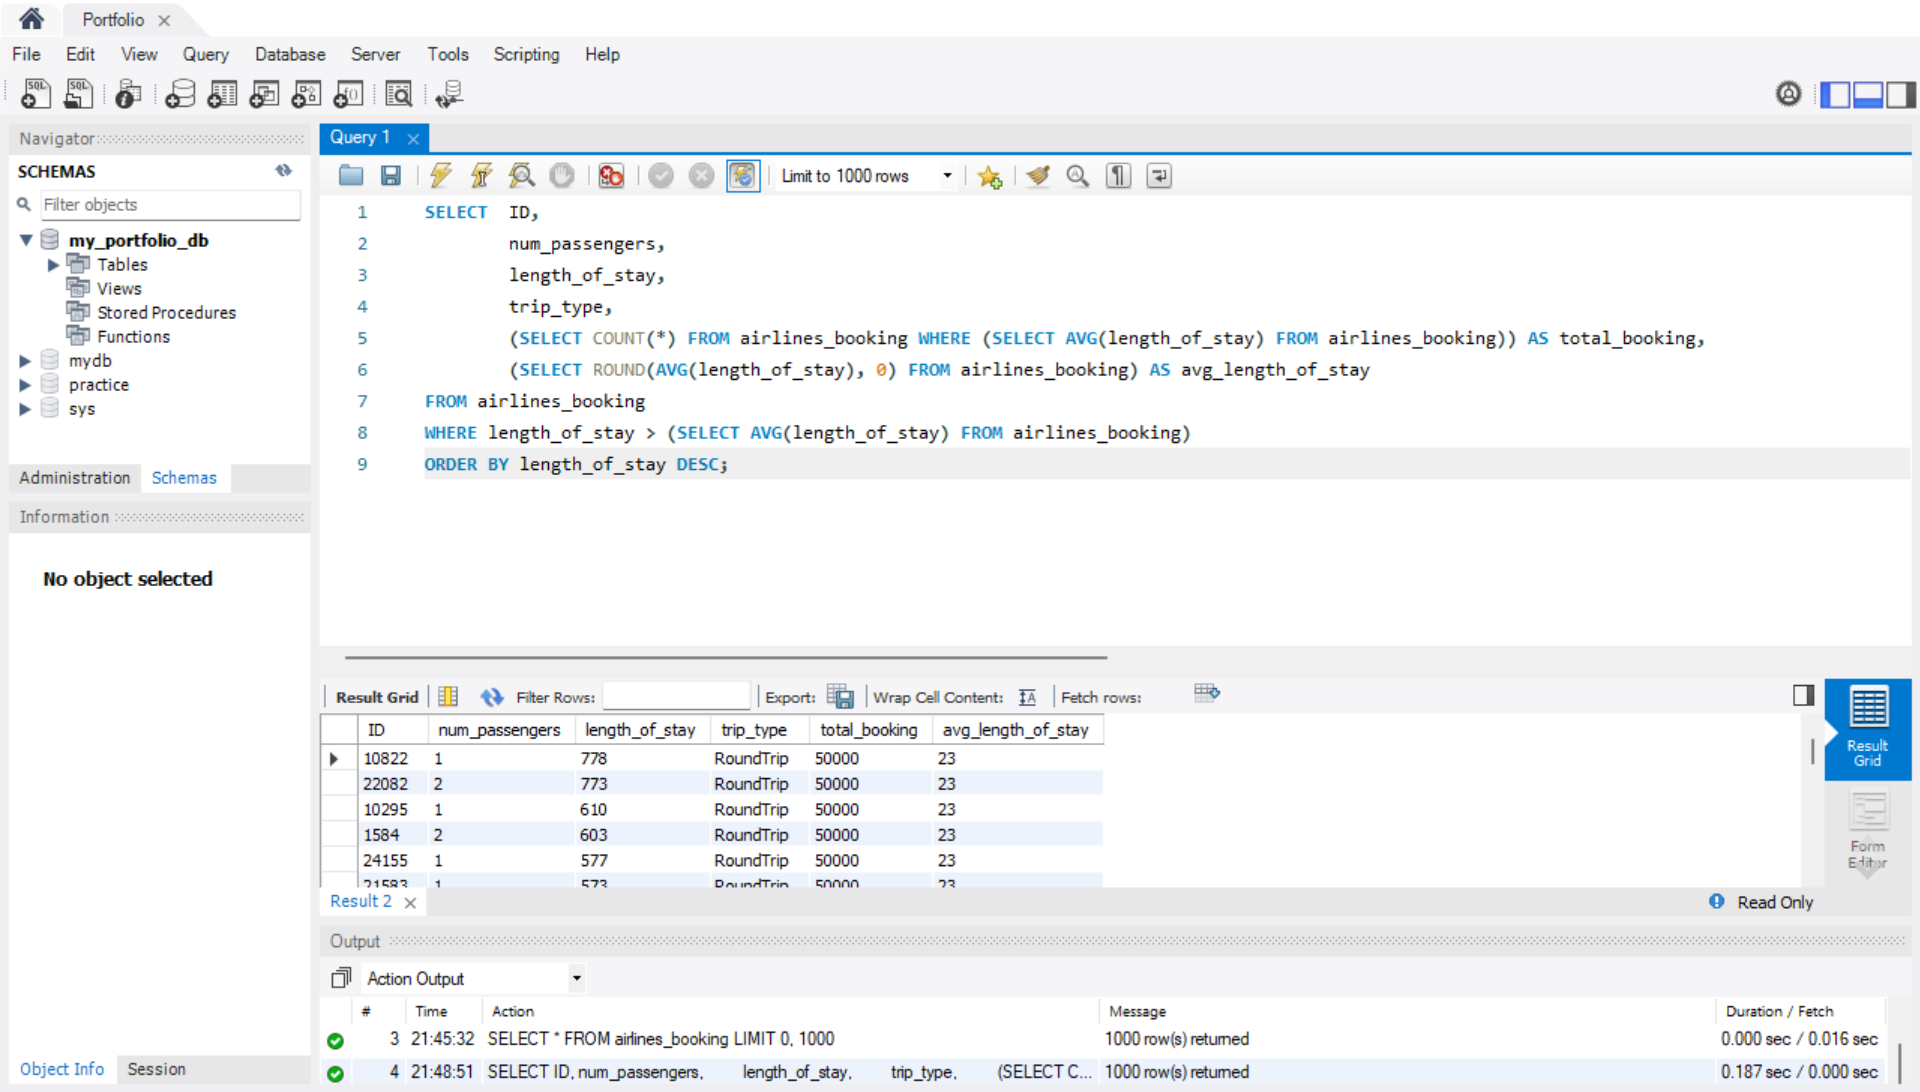 Portfolio
File Edit View Query Database Server Tools Scripting Help
Navigator
SCHEMAS
Filter objects
my_portfolio_db
Tables
Views
Stored Procedures
Functions
mydb
practice
sys
Administration Schemas
Information
No object selected
Object Info Session
Query 1
Limit to 1000 rows
1 SELECT ID,
2 num_passengers,
3 length_of_stay,
4 trip_type,
5 (SELECT COUNT(*) FROM airlines_booking WHERE (SELECT AVG(length_of_stay) FROM airlines_booking)) AS total_booking,
6 (SELECT ROUND(AVG(length_of_stay), 0) FROM airlines_booking) AS avg_length_of_stay
7 FROM airlines_booking
8 WHERE length_of_stay > (SELECT AVG(length_of_stay) FROM airlines_booking)
9 ORDER BY length_of_stay DESC;
Result Grid Filter Rows: Export: Wrap Cell Content: Fetch rows:
ID num_passengers length_of_stay trip_type total_booking avg_length_of_stay
10822 1 778 RoundTrip 50000 23
22082 2 773 RoundTrip 50000 23
10295 1 610 RoundTrip 50000 23
1584 2 603 RoundTrip 50000 23
24155 1 577 RoundTrip 50000 23
21583 1 573 RoundTrip 50000 23
Result
Grid
Form
Editor
Result 2
Read Only
Output
Action Output
# Time Action Message Duration / Fetch
3 21:45:32 SELECT * FROM airlines_booking LIMIT 0, 1000 1000 row(s) returned 0.000 sec / 0.016 sec
4 21:48:51 SELECT ID, num_passengers, length_of_stay, trip_type, (SELECT C... 1000 row(s) returned 0.187 sec / 0.000 sec